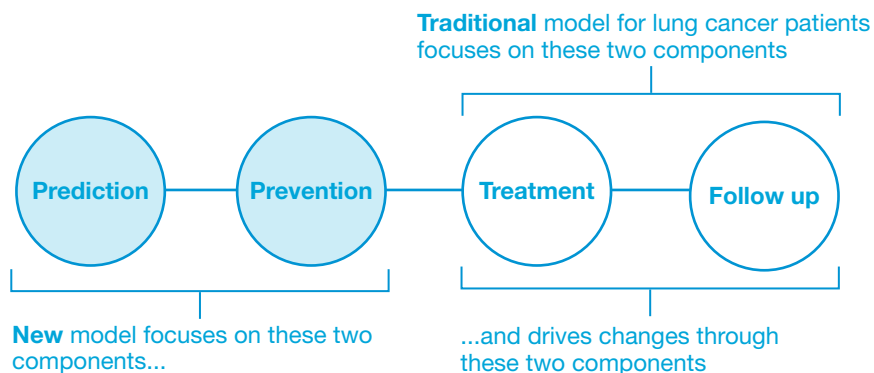 Traditional model for lung cancer patients
focuses on these two components
Prediction
Prevention
Treatment
Follow up
New model focuses on these two
components...
...and drives changes through
these two components